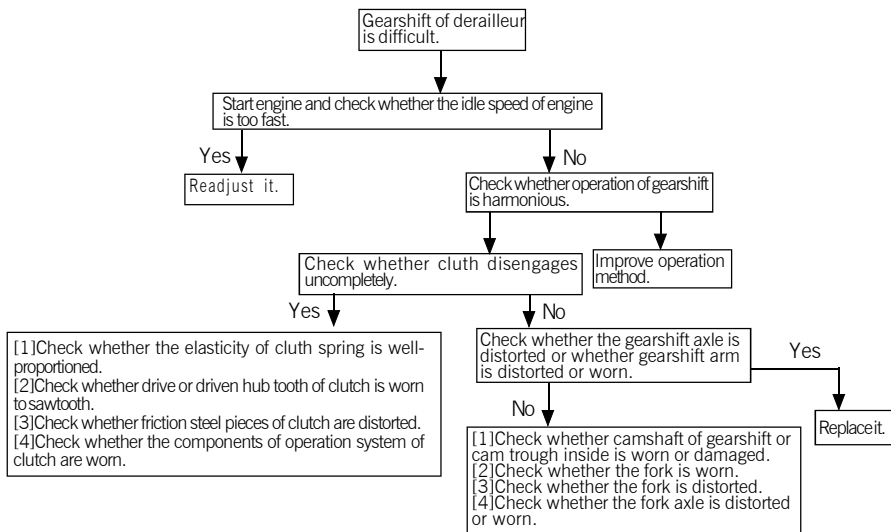 Gearshift of derailleur
is difficult.
Start engine and check whether the idle speed of engine
is too fast.
Yes
No
Readjust it.
Check whether operation of gearshift
is harmonious.
Check whether cluth disengages
uncompletely.
Improve operation
method.
Yes
No
[1]Check whether the elasticity of cluth spring is well-
proportioned.
[2]Check whether drive or driven hub tooth of clutch is worn
to sawtooth.
[3]Check whether friction steel pieces of clutch are distorted.
[4]Check whether the components of operation system of
clutch are worn.
Check whether the gearshift axle is
distorted or whether gearshift arm
is distorted or worn.
Yes
No
Replace it.
[1]Check whether camshaft of gearshift or
cam trough inside is worn or damaged.
[2]Check whether the fork is worn.
[3]Check whether the fork is distorted.
[4]Check whether the fork axle is distorted
or worn.